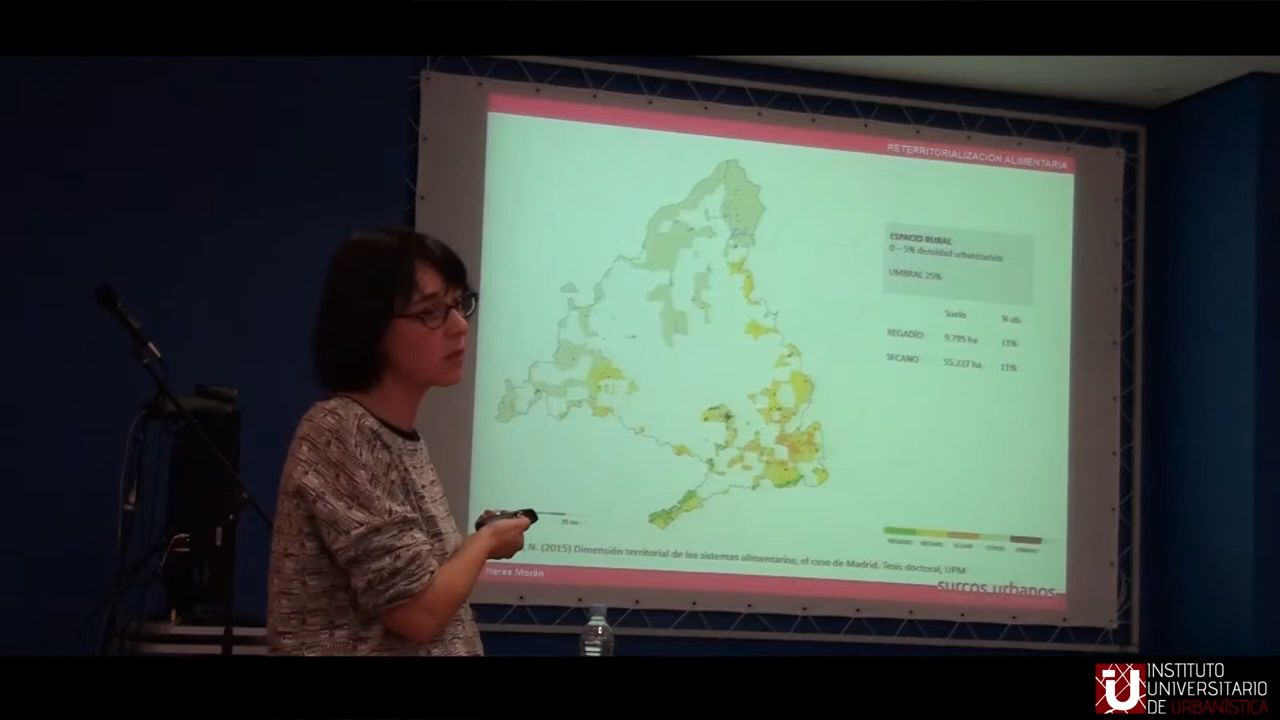 RETERRITORIALIZACIÓN ALIMENTARIA
ESPACIO RURAL
0 – 5% densidad urbanización
UMBRAL 25%
Suelo % ab.
REGADÍO 9.795 ha 11%
SECANO 55.227 ha 11%
N. (2015) Dimensión territorial de los sistemas alimentarios, el caso de Madrid. Tesis doctoral, UPM
Nerea Morán
surcos urbanos
INSTITUTO
UNIVERSITARIO
DE URBANÍSTICA